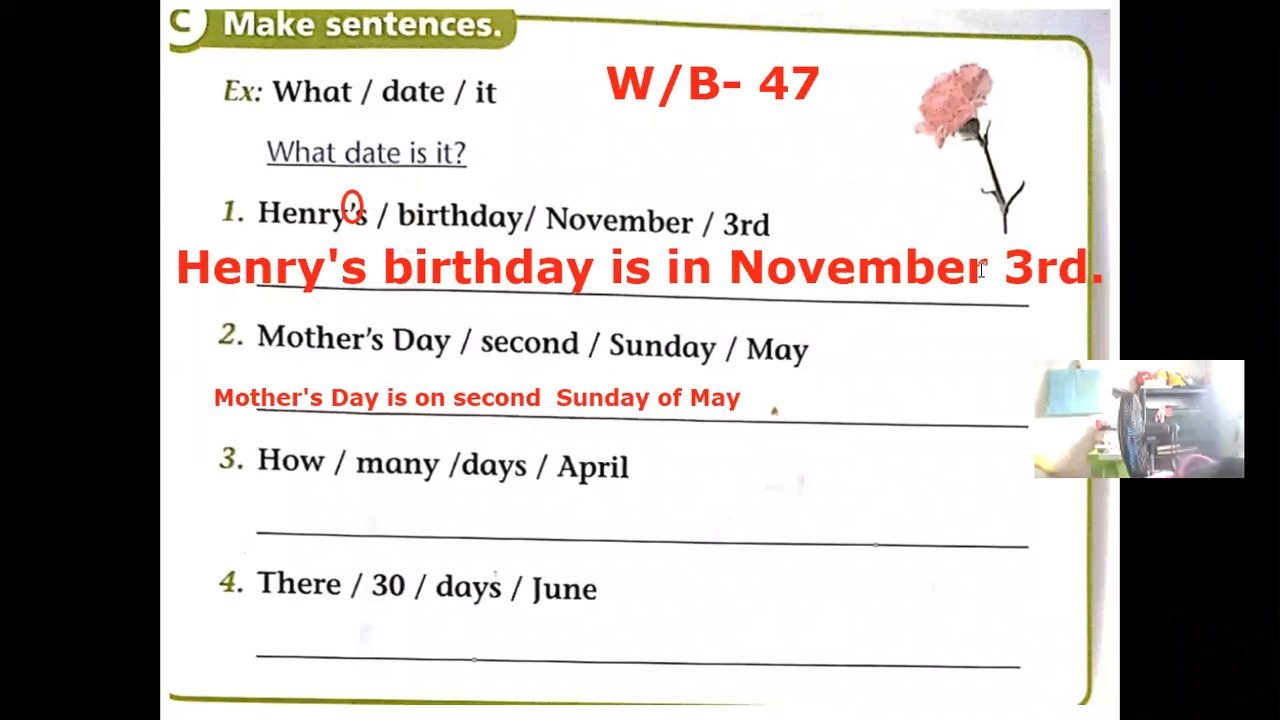 C Make sentences.
Ex: What / date / it
W/B- 47
What date is it?
1. Henry's / birthday/ November / 3rd
Henry's birthday is in November 3rd.
2. Mother's Day / second / Sunday / May
Mother's Day is on second Sunday of May
3. How / many /days / April
4. There / 30 / days / June